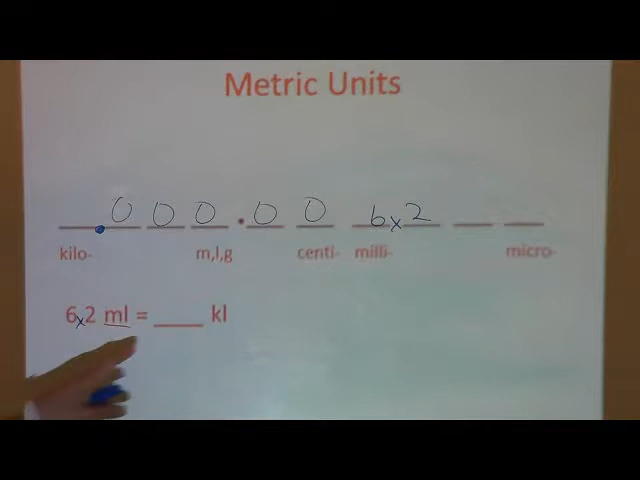 Metric Units
_ . 0 0 0 . 0 0 6x2 _ _
kilo- m,l,g centi- milli- micro-
6x2 ml = ____ kl